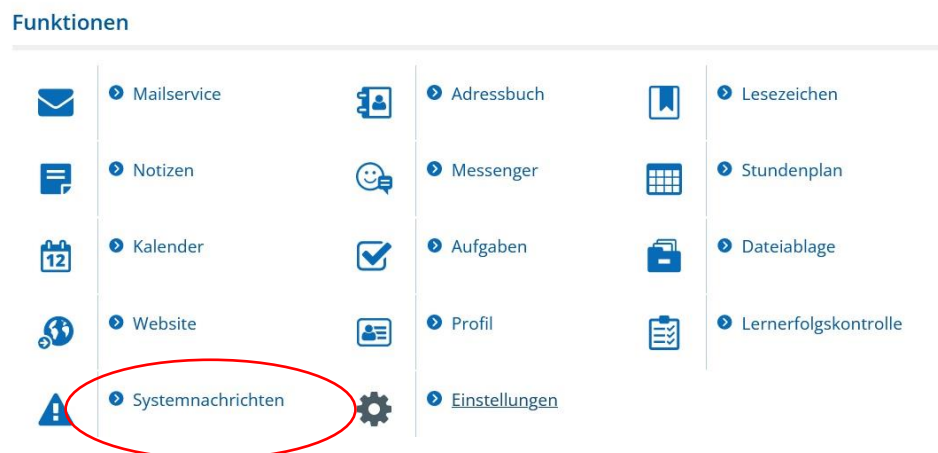 Funktionen
Mailservice
Adressbuch
Lesezeichen
Notizen
Messenger
Stundenplan
Kalender
12
Aufgaben
Dateiablage
Website
Profil
Lernerfolgskontrolle
Systemnachrichten
Einstellungen